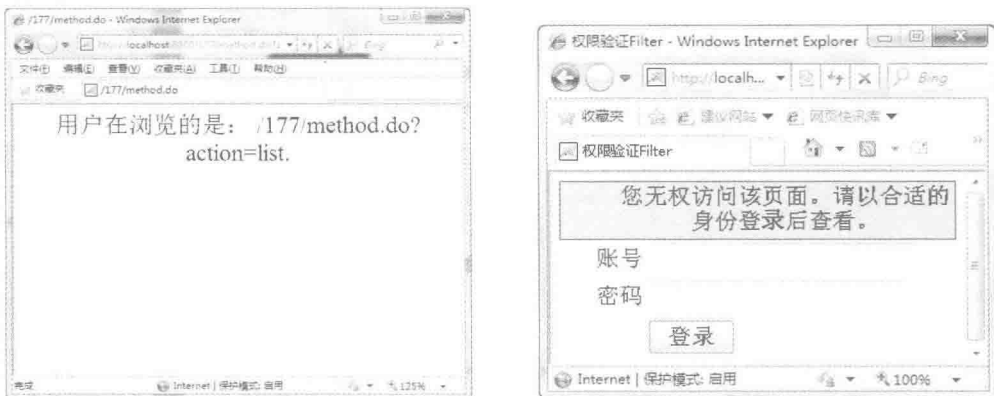 /177/method.do - Windows Internet Explorer
localhost
文件(F) 编辑(E) 查看(V) 收藏夹(A) 工具(T) 帮助(H)
收藏夹 /177/method.do
用户在浏览的是： /177/method.do?
action=list.
完成 Internet | 保护模式: 启用 125%
权限验证Filter - Windows Internet Explorer
http://localh... Bing
收藏夹 建议网站 网页快讯库
权限验证Filter
您无权访问该页面。请以合适的
身份登录后查看。
账号
密码
登录
Internet | 保护模式: 启用 100%